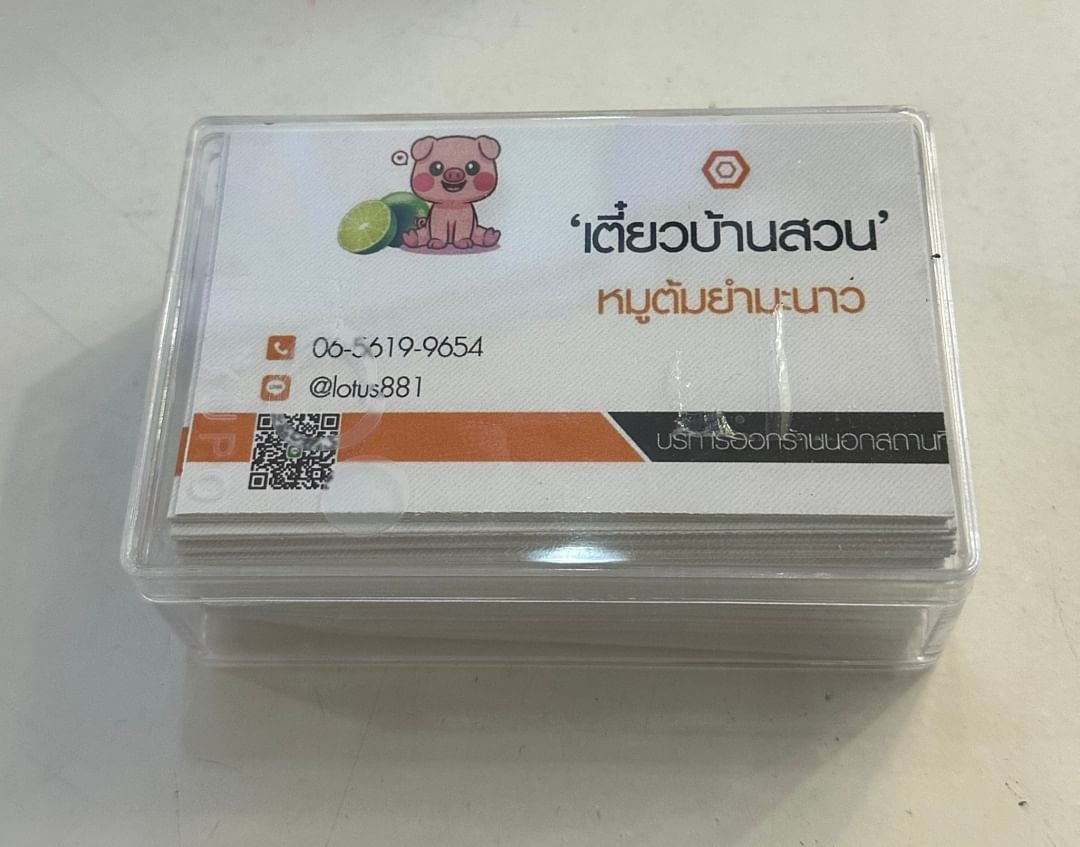 ‘เตี๋ยวบ้านสวน’
หมูต้มยำมะนาว
06-5619-9654
@lotus881
บริการออกร้านนอกสถานที่